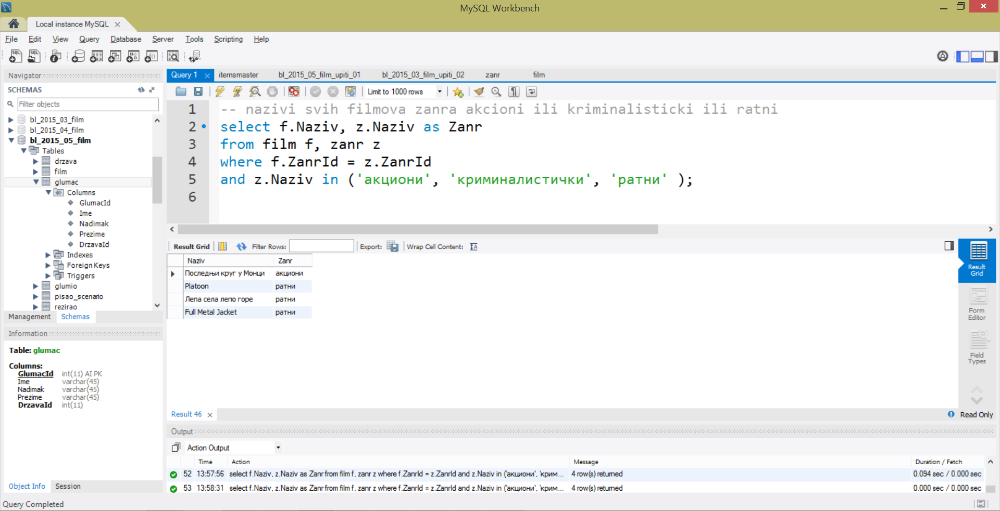 MySQL Workbench
Local instance MySQL
File Edit View Query Database Server Tools Scripting Help
Navigator
SCHEMAS
Filter objects
bl_2015_03_film
bl_2015_04_film
bl_2015_05_film
Tables
drzava
film
glumac
Columns
GlumacId
Ime
Nadimak
Prezime
DrzavaId
Indexes
Foreign Keys
Triggers
glumio
pisao_scenario
rezirao
Management Schemas
Information
Table: glumac
Columns:
GlumacId int(11) AI PK
Ime varchar(45)
Nadimak varchar(45)
Prezime varchar(45)
DrzavaId int(11)
Object Info Session
Query 1 itemsmaster bl_2015_05_film_upiti_01 bl_2015_03_film_upiti_02 zanr film
Limit to 1000 rows
1 -- nazivi svih filmova zanra akcioni ili kriminalisticki ili ratni
2 select f.Naziv, z.Naziv as Zanr
3 from film f, zanr z
4 where f.ZanrId = z.ZanrId
5 and z.Naziv in ('акциони', 'криминалистички', 'ратни' );
6
Result Grid Filter Rows: Export: Wrap Cell Content:
Naziv Zanr
Последњи круг у Монци акциони
Platoon ратни
Лепа села лепо горе ратни
Full Metal Jacket ратни
Result Grid
Form Editor
Field Types
Result 46
Read Only
Output
Action Output
Time Action Message Duration / Fetch
52 13:57:56 select f.Naziv, z.Naziv as Zanr from film f, zanr z where f.ZanrId = z.ZanrId and z.Naziv in ('акциони', 'крим... 4 row(s) returned 0.094 sec / 0.000 sec
53 13:58:31 select f.Naziv, z.Naziv as Zanr from film f, zanr z where f.ZanrId = z.ZanrId and z.Naziv in ('акциони', 'крим... 4 row(s) returned 0.000 sec / 0.000 sec
Query Completed